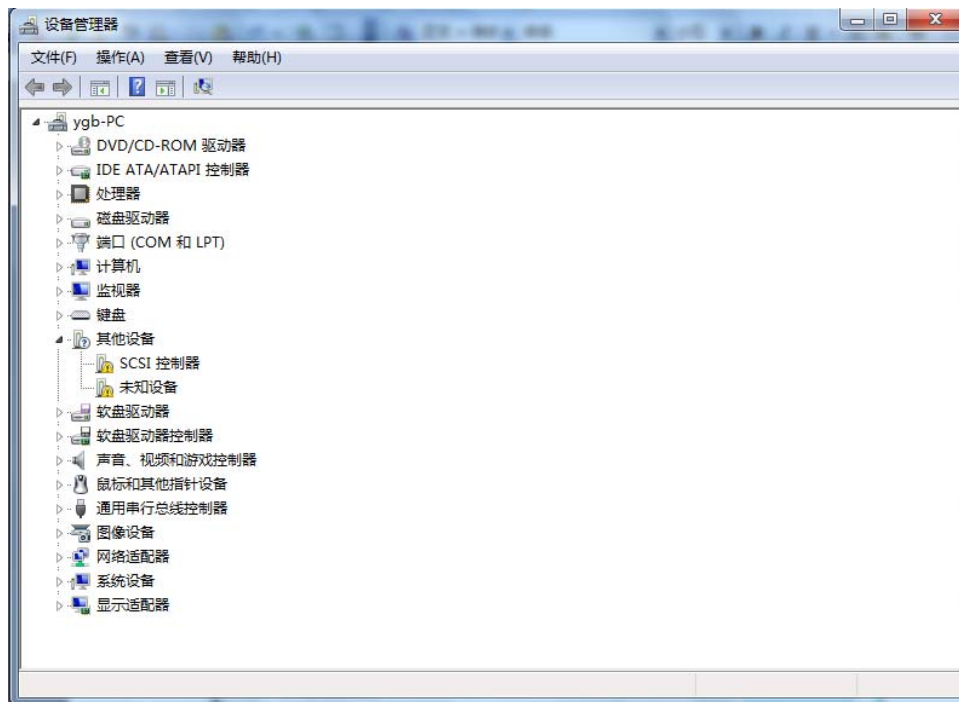 设备管理器
文件(F) 操作(A) 查看(V) 帮助(H)
ygb-PC
DVD/CD-ROM 驱动器
IDE ATA/ATAPI 控制器
处理器
磁盘驱动器
端口 (COM 和 LPT)
计算机
监视器
键盘
其他设备
SCSI 控制器
未知设备
软盘驱动器
软盘驱动器控制器
声音、视频和游戏控制器
鼠标和其他指针设备
通用串行总线控制器
图像设备
网络适配器
系统设备
显示适配器